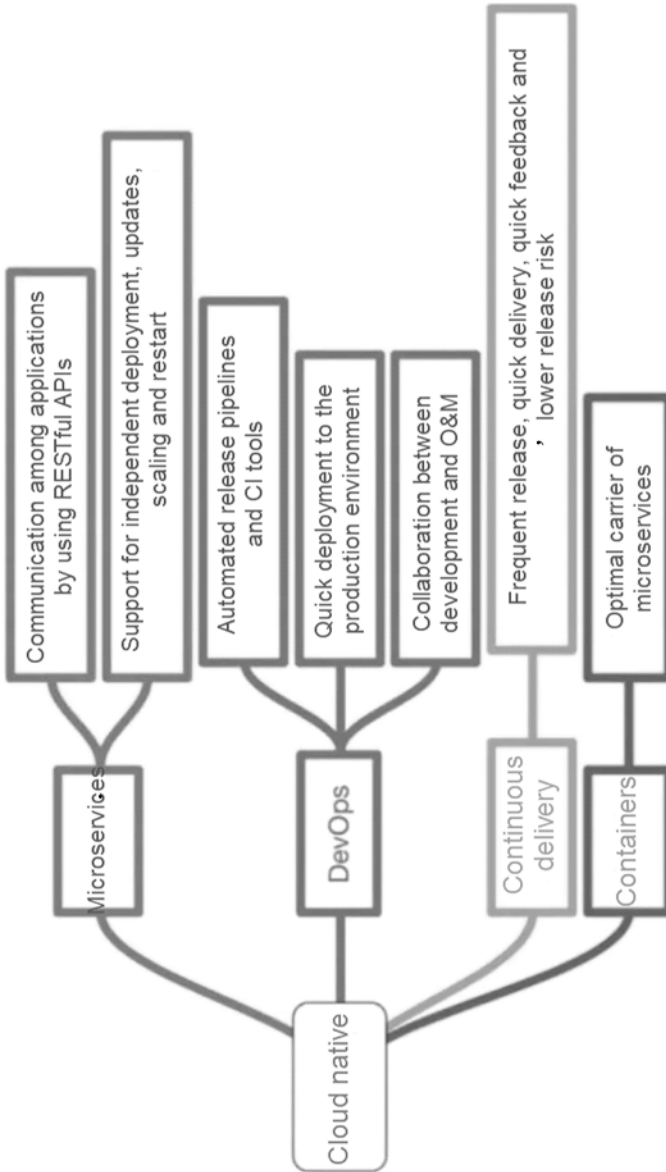 Cloud native
Microservices
Communication among applications
by using RESTful APIs
Support for independent deployment, updates,
scaling and restart
DevOps
Automated release pipelines
and CI tools
Quick deployment to the
production environment
Collaboration between
development and O&M
Continuous
delivery
Frequent release, quick delivery, quick feedback and
, lower release risk
Containers
Optimal carrier of
microservices